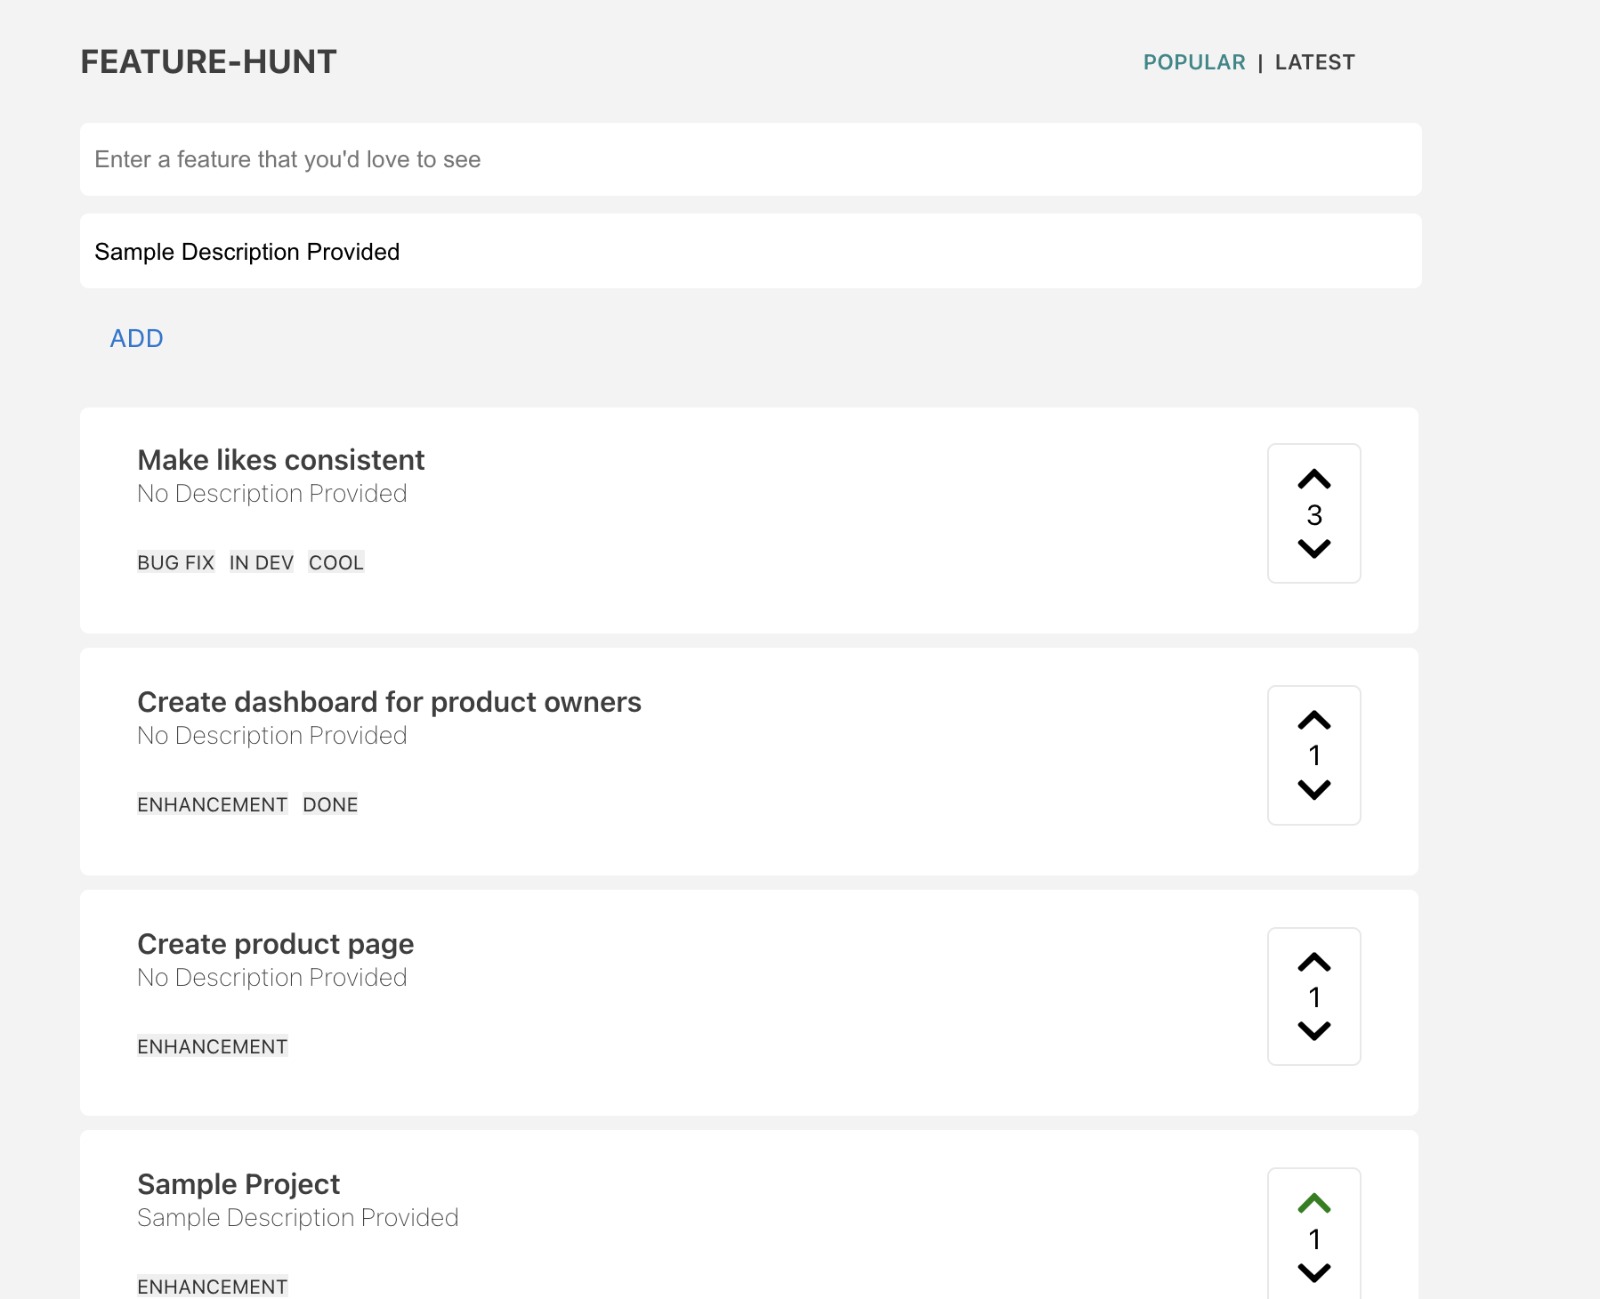 FEATURE-HUNT
POPULAR | LATEST
Enter a feature that you'd love to see
Sample Description Provided
ADD
Make likes consistent
No Description Provided
3
BUG FIX IN DEV COOL
Create dashboard for product owners
No Description Provided
1
ENHANCEMENT DONE
Create product page
No Description Provided
1
ENHANCEMENT
Sample Project
Sample Description Provided
1
ENHANCEMENT